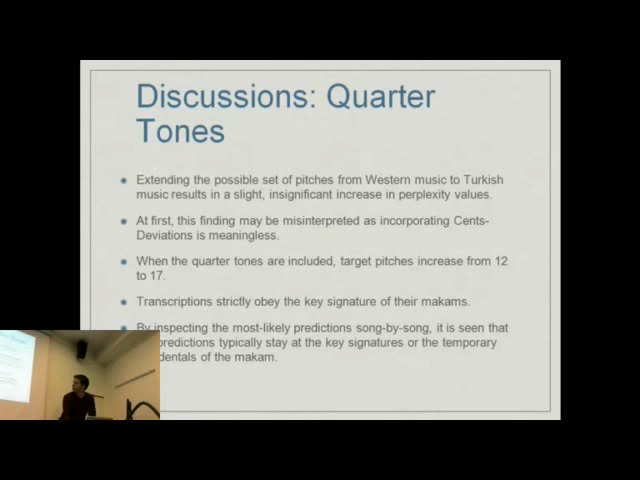 Discussions: Quarter
Tones
Extending the possible set of pitches from Western music to Turkish
music results in a slight, insignificant increase in perplexity values.
At first, this finding may be misinterpreted as incorporating Cents-
Deviations is meaningless.
When the quarter tones are included, target pitches increase from 12
to 17.
Transcriptions strictly obey the key signature of their makams.
By inspecting the most-likely predictions song-by-song, it is seen that
predictions typically stay at the key signatures or the temporary
dentals of the makam.